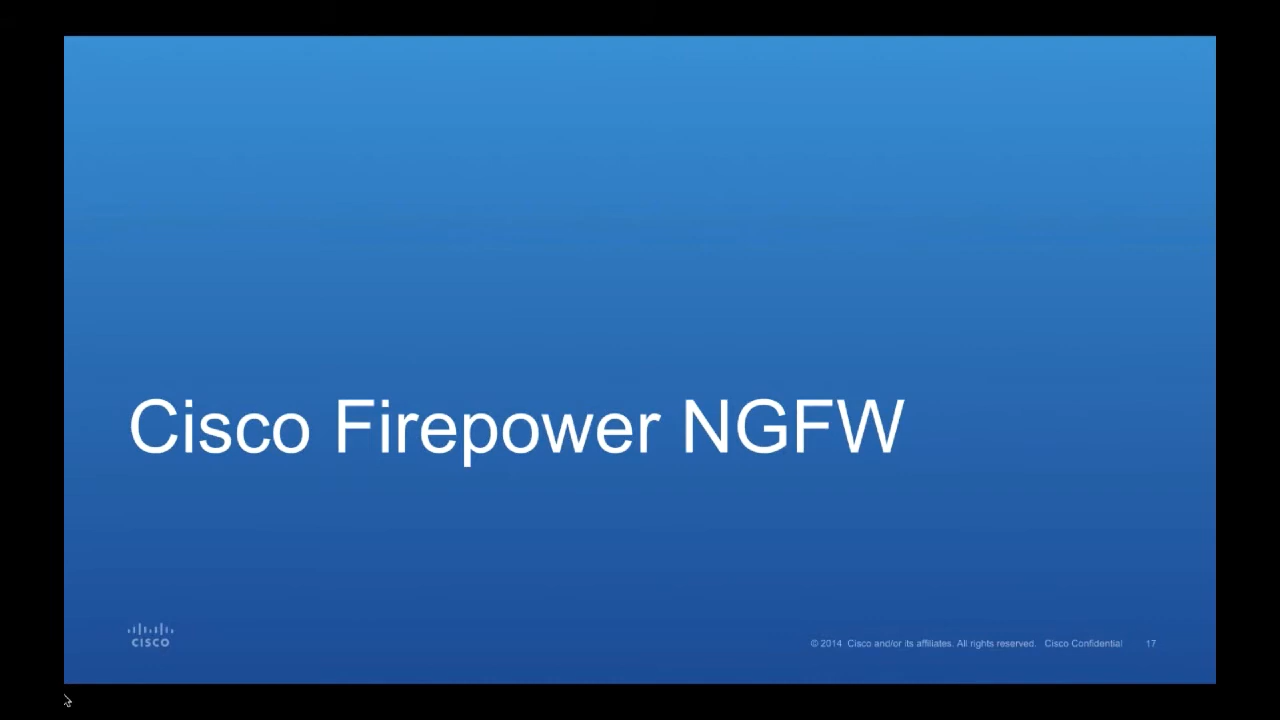 Cisco Firepower NGFW
CISCO
© 2014 Cisco and/or its affiliates. All rights reserved. Cisco Confidential 17